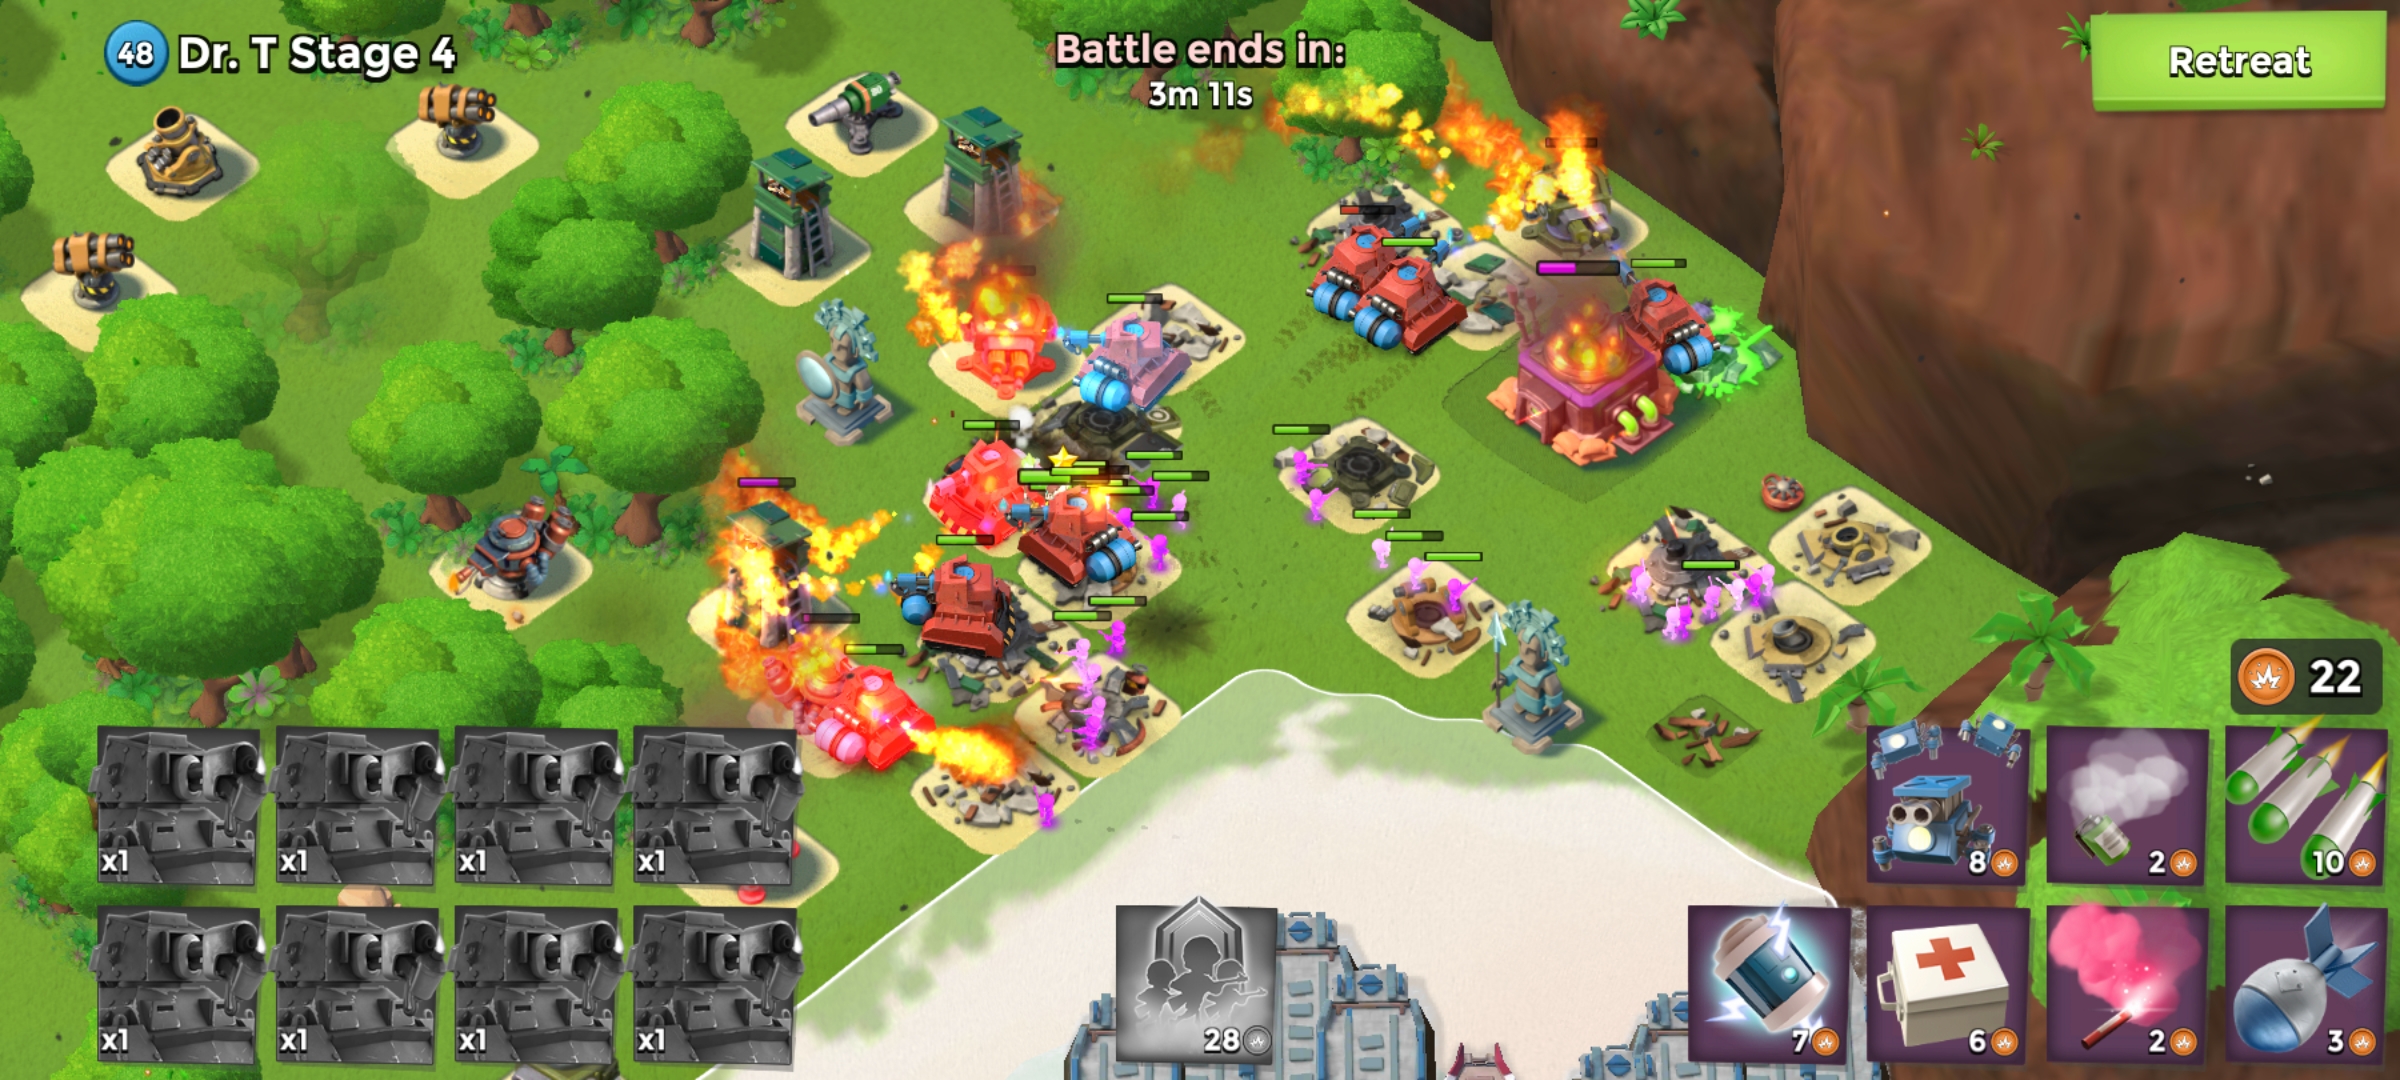 48 Dr. T Stage 4
Battle ends in:
3m 11s
Retreat
22
8
2
10
x1
x1
x1
x1
x1
x1
x1
x1
28
7
6
2
3